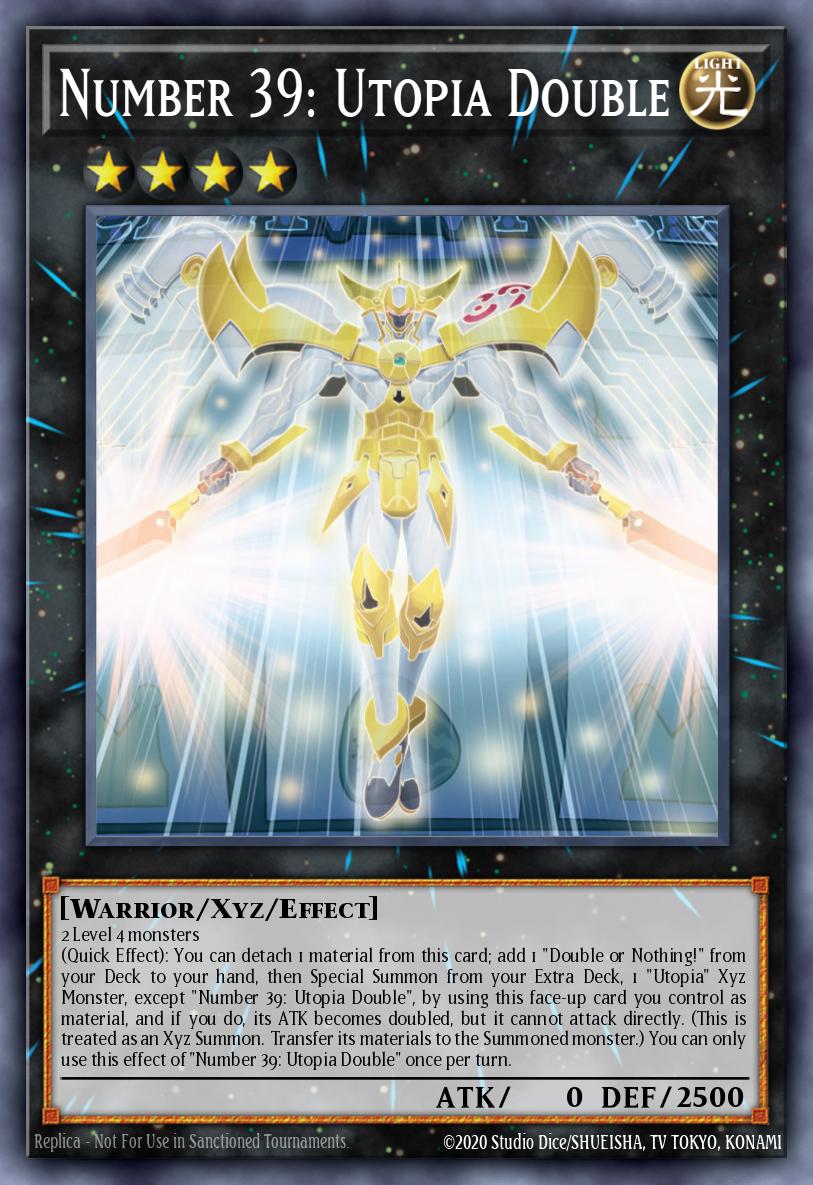 NUMBER 39: UTOPIA DOUBLE
LIGHT
光
39
[WARRIOR/XYZ/EFFECT]
2 Level 4 monsters
(Quick Effect): You can detach 1 material from this card; add 1 "Double or Nothing!" from
your Deck to your hand, then Special Summon from your Extra Deck, 1 "Utopia" Xyz
Monster, except "Number 39: Utopia Double", by using this face-up card you control as
material, and if you do, its ATK becomes doubled, but it cannot attack directly. (This is
treated as an Xyz Summon. Transfer its materials to the Summoned monster.) You can only
use this effect of "Number 39: Utopia Double" once per turn.
ATK/ 0 DEF/2500
Replica - Not For Use in Sanctioned Tournaments.
©2020 Studio Dice/SHUEISHA, TV TOKYO, KONAMI